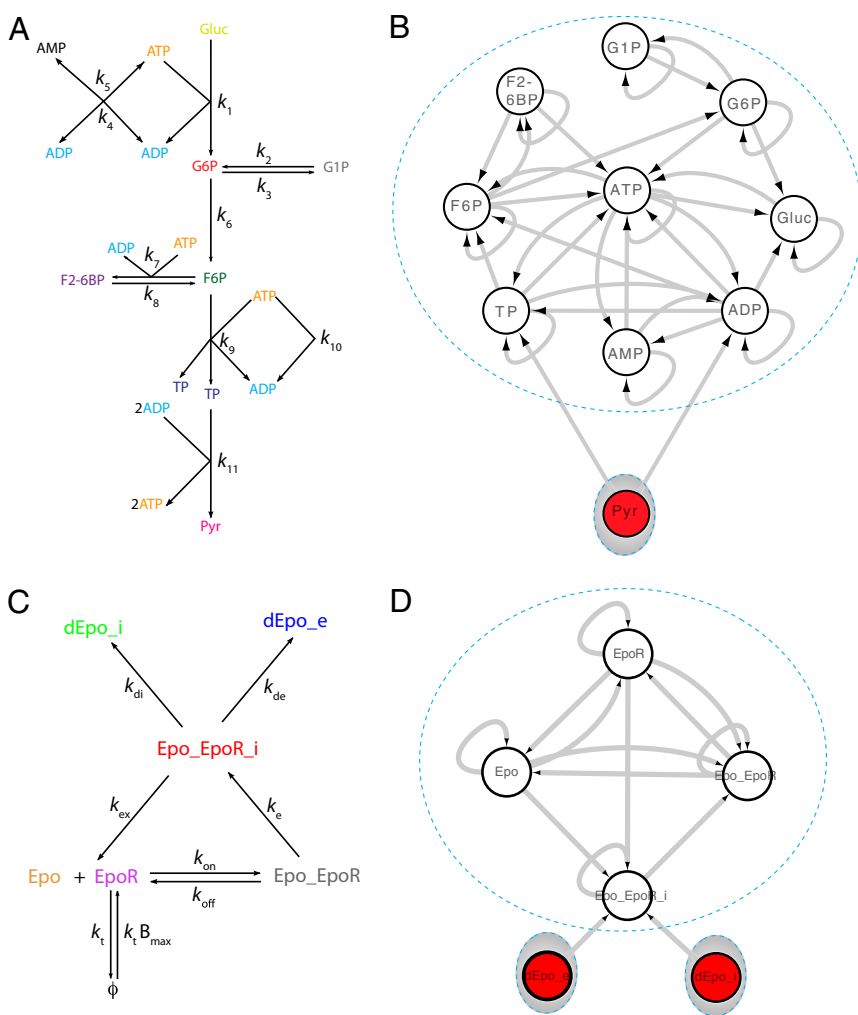 A
Gluc
AMP
ATP
k5
k4
k1
ADP
ADP
G6P
k2
k3
G1P
k6
ADP
ATP
k7
F2-6BP
F6P
k8
ATP
k9
k10
TP
TP
ADP
2ADP
k11
2ATP
Pyr
B
G1P
F2-
6BP
G6P
ATP
F6P
Gluc
TP
ADP
AMP
Pyr
C
dEpo_i
dEpo_e
kdi
kde
Epo_EpoR_i
kex
ke
kon
Epo + EpoR
Epo_EpoR
koff
kt
ktBmax
ϕ
D
EpoR
Epo
Epo_EpoR
Epo_EpoR_i
dEpo_e
dEpo_i